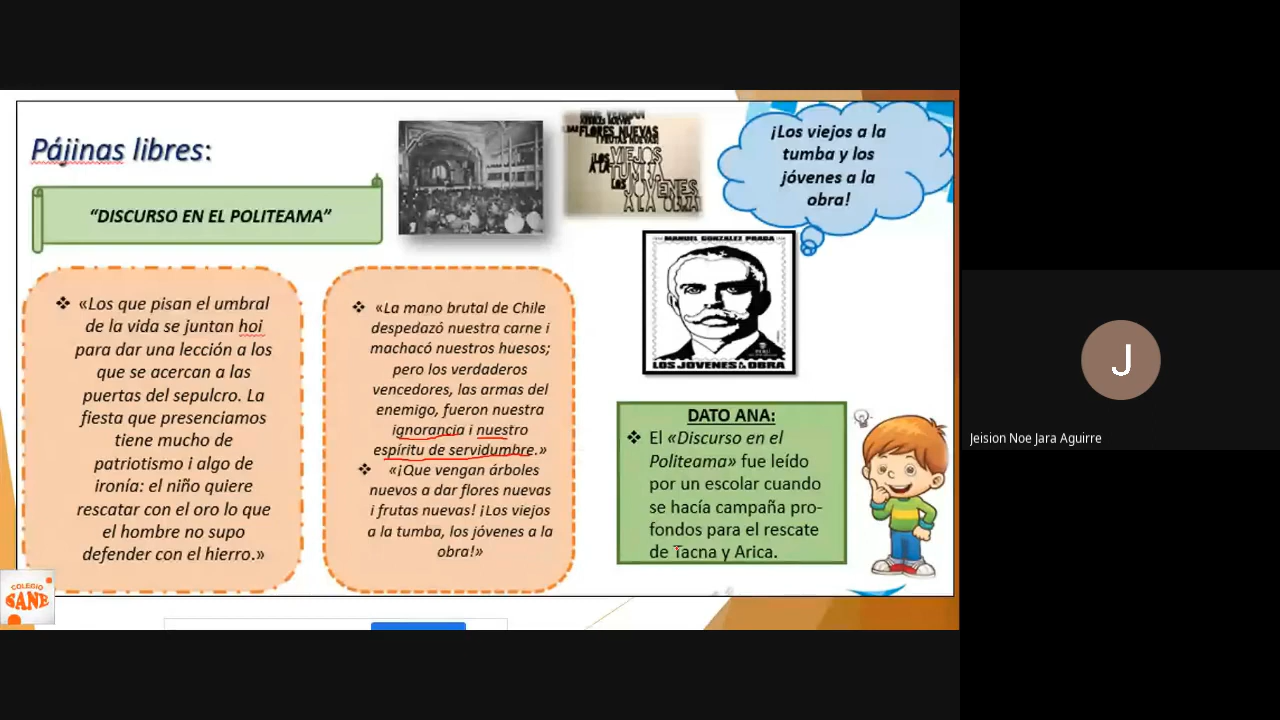 Pájinas libres:
“DISCURSO EN EL POLITEAMA”
FLORES NUEVAS
I FRUTAS NUEVAS!
¡LOS VIEJOS
A LA TUMBA
LOS JOVENES
A LA OBRA!
¡Los viejos a la
tumba y los
jóvenes a la
obra!
MANUEL GONZALEZ PRADA
PERU
LOS JOVENES A LA OBRA
❖ «Los que pisan el umbral
de la vida se juntan hoi
para dar una lección a los
que se acercan a las
puertas del sepulcro. La
fiesta que presenciamos
tiene mucho de
patriotismo i algo de
ironía: el niño quiere
rescatar con el oro lo que
el hombre no supo
defender con el hierro.»
❖ «La mano brutal de Chile
despedazó nuestra carne i
machacó nuestros huesos;
pero los verdaderos
vencedores, las armas del
enemigo, fueron nuestra
ignorancia i nuestro
espíritu de servidumbre.»
❖ «¡Que vengan árboles
nuevos a dar flores nuevas
i frutas nuevas! ¡Los viejos
a la tumba, los jóvenes a la
obra!»
DATO ANA:
❖ El «Discurso en el
Politeama» fue leído
por un escolar cuando
se hacía campaña pro-
fondos para el rescate
de Tacna y Arica.
COLEGIO
SANE
J
Jeision Noe Jara Aguirre